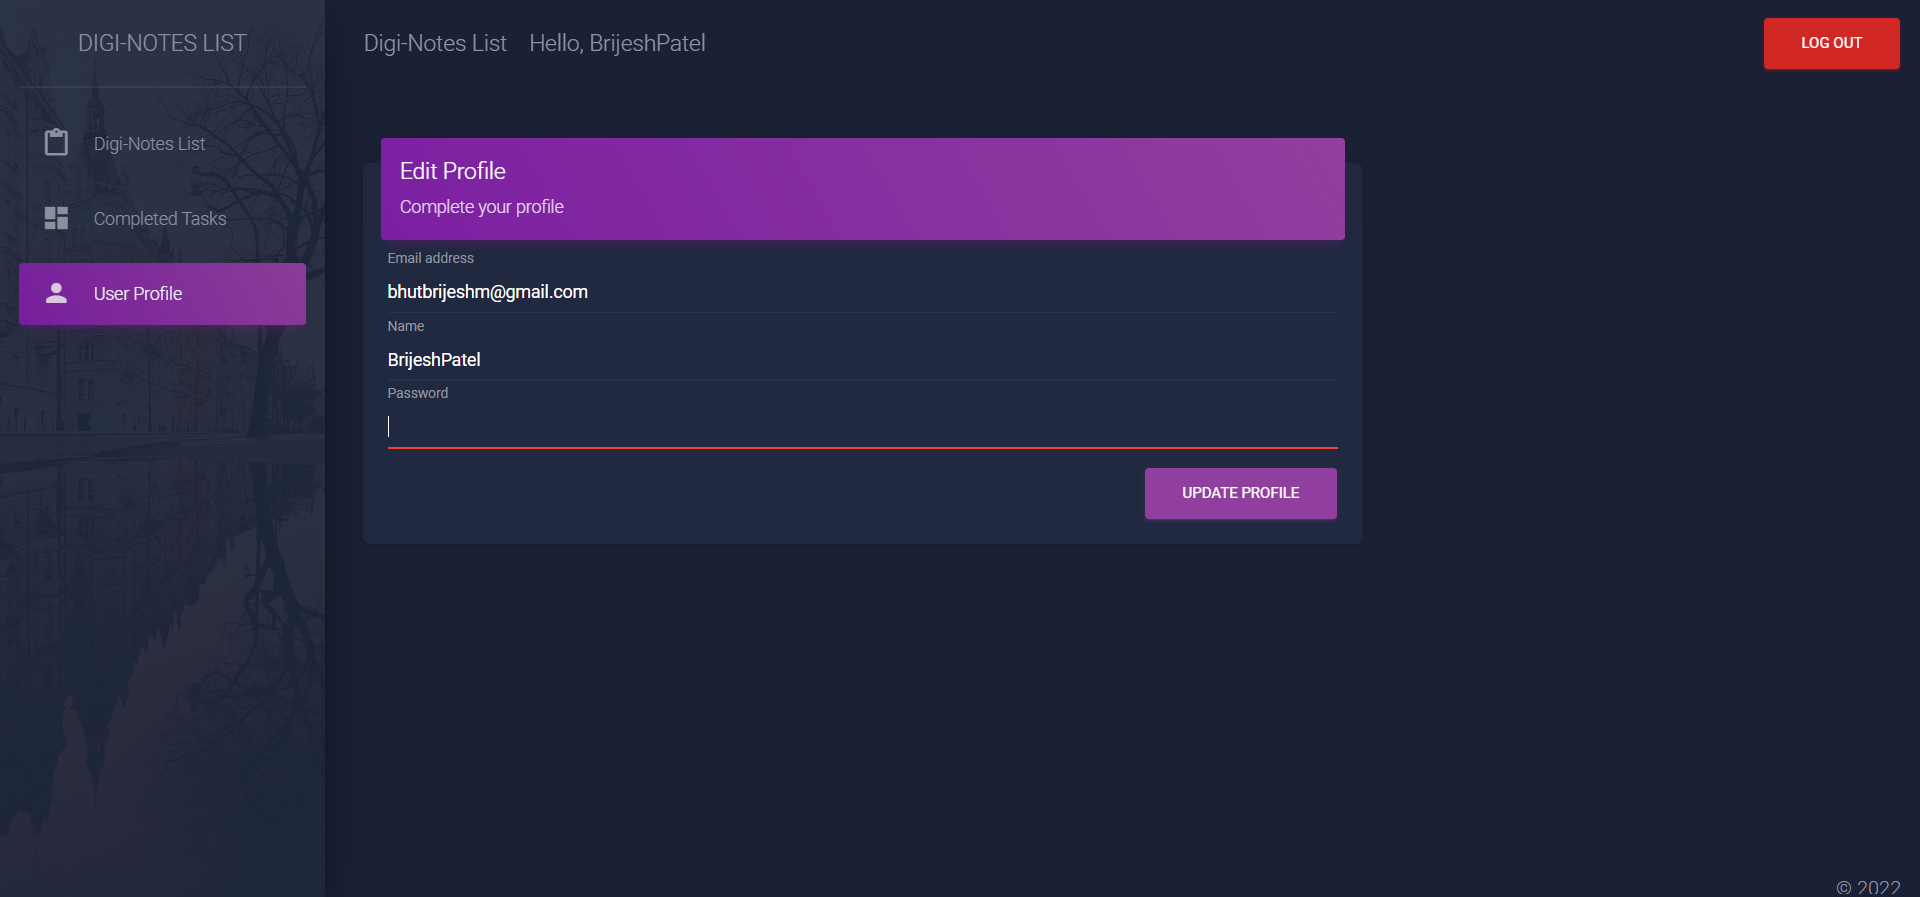 DIGI-NOTES LIST
Digi-Notes List
Completed Tasks
User Profile
Digi-Notes List Hello, BrijeshPatel
LOG OUT
Edit Profile
Complete your profile
Email address
bhutbrijeshm@gmail.com
Name
BrijeshPatel
Password
UPDATE PROFILE
© 2022